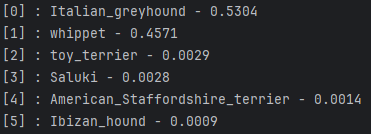 [0] : Italian_greyhound - 0.5304
[1] : whippet - 0.4571
[2] : toy_terrier - 0.0029
[3] : Saluki - 0.0028
[4] : American_Staffordshire_terrier - 0.0014
[5] : Ibizan_hound - 0.0009